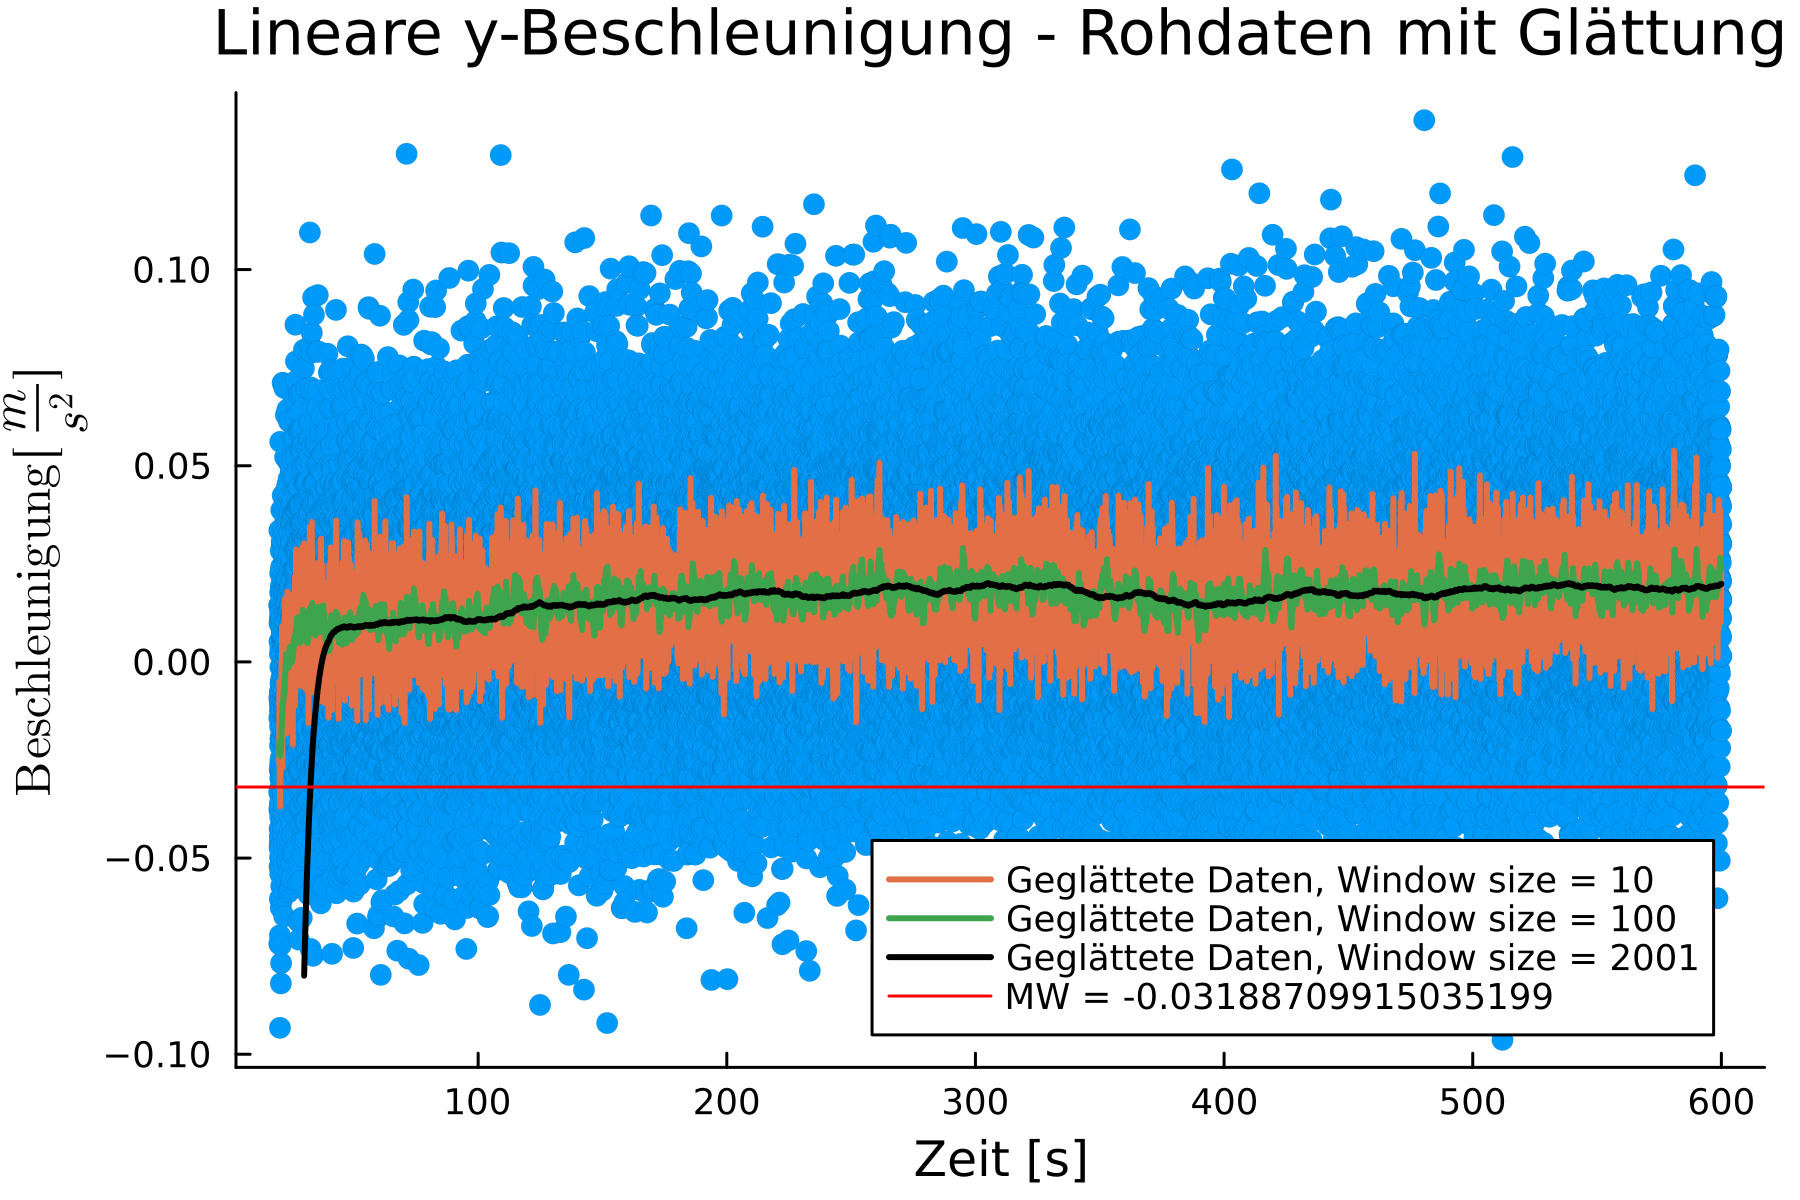 Lineare y-Beschleunigung - Rohdaten mit Glättung
Beschleunigung[m/s²]
0.10
0.05
0.00
−0.05
−0.10
Geglättete Daten, Window size = 10
Geglättete Daten, Window size = 100
Geglättete Daten, Window size = 2001
MW = -0.03188709915035199
100 200 300 400 500 600
Zeit [s]